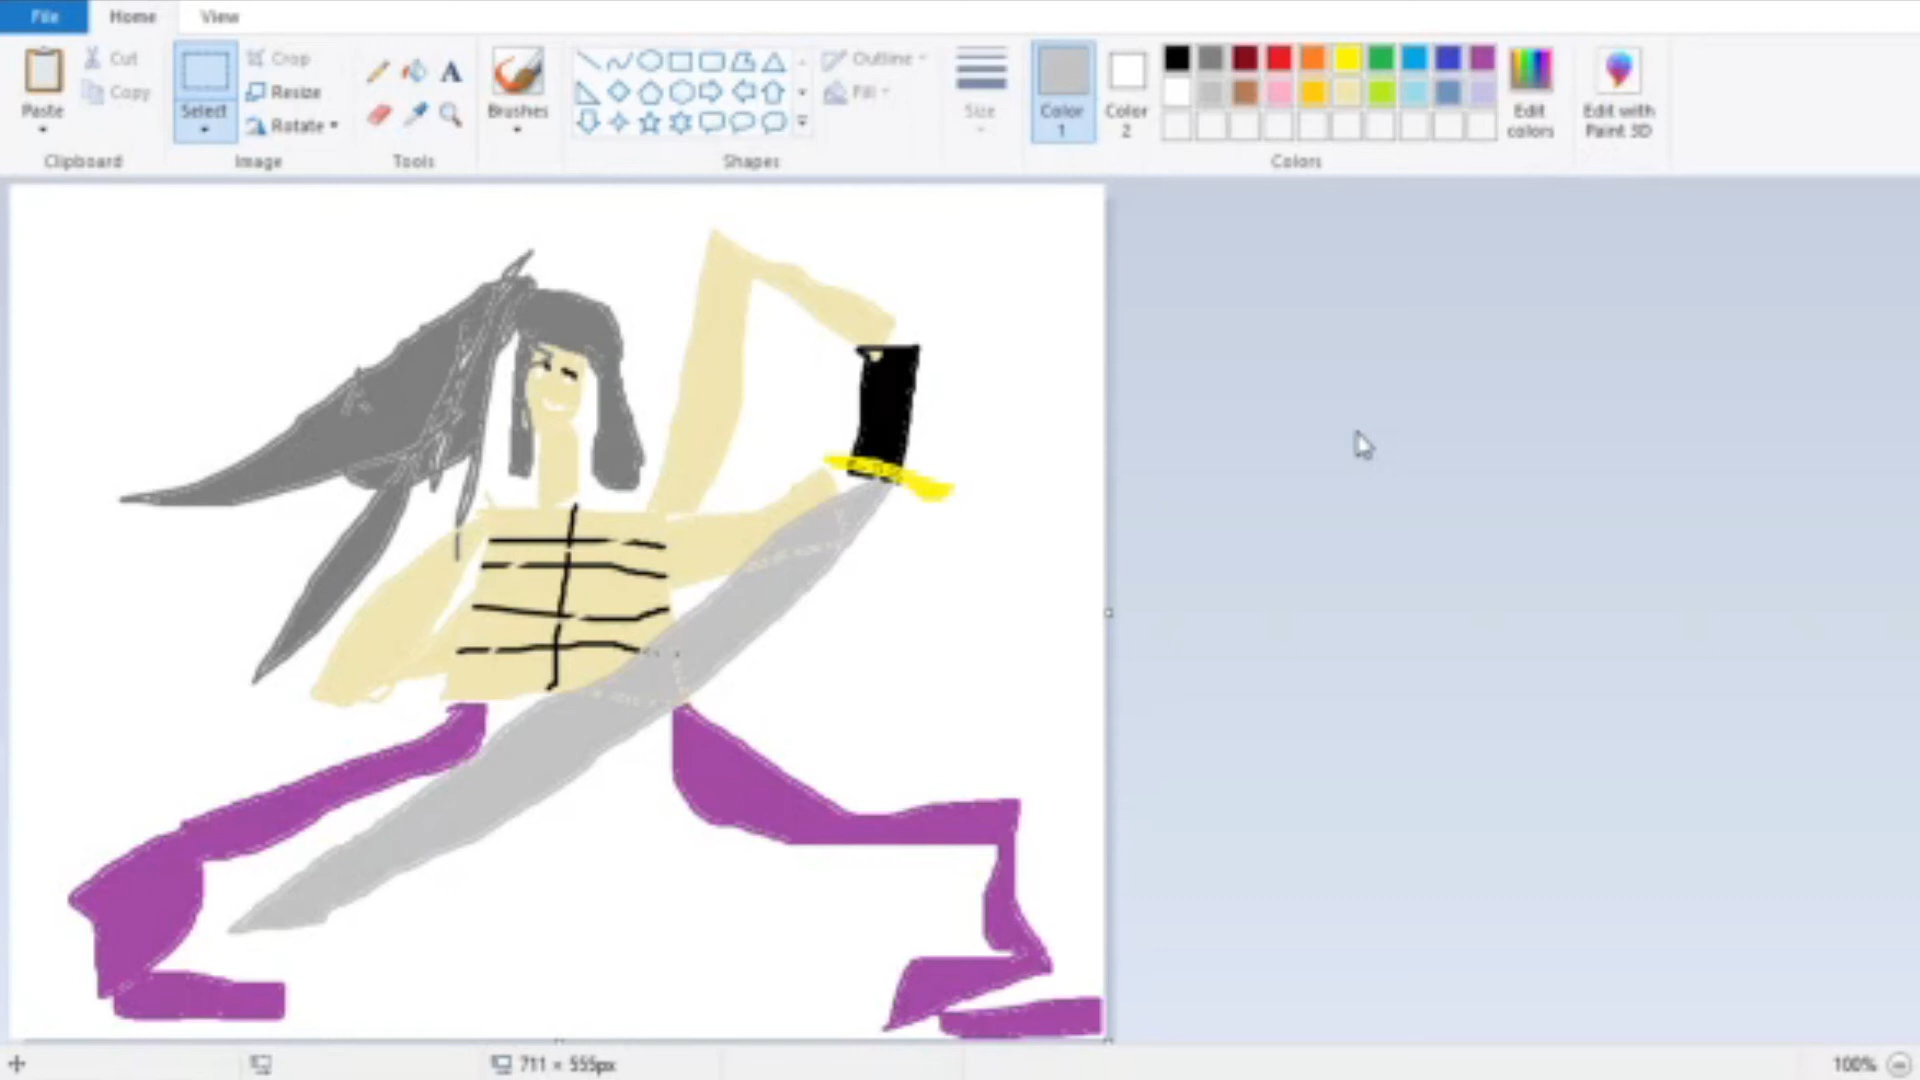 File Home View
Paste Cut Copy Select Crop Resize Rotate A Brushes Outline Fill Size Color 1 Color 2 Edit colors Edit with Paint 3D
Clipboard Image Tools Shapes Colors
711 × 555px 100%